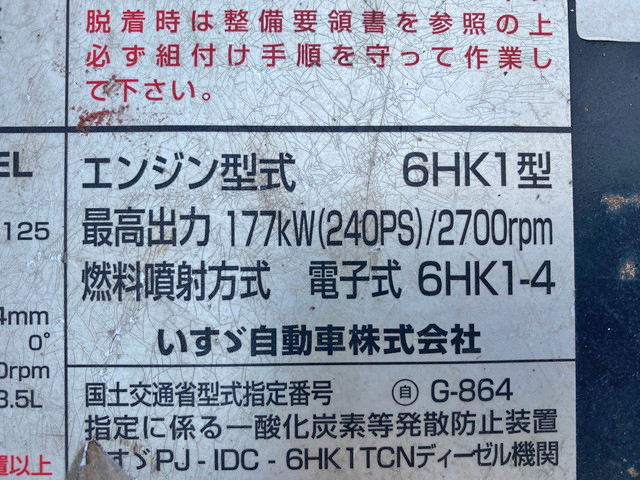 脱着時は整備要領書を参照の上
必ず組付け手順を守って作業し
て下さい。
EL
125
4mm
0°
0rpm
3.5L
置以上
エンジン型式 6HK1型
最高出力 177kW(240PS)/2700rpm
燃料噴射方式 電子式 6HK1-4
いすゞ自動車株式会社
国土交通省型式指定番号 自 G-864
指定に係る一酸化炭素等発散防止装置
すゞPJ-IDC-6HK1TCNディーゼル機関